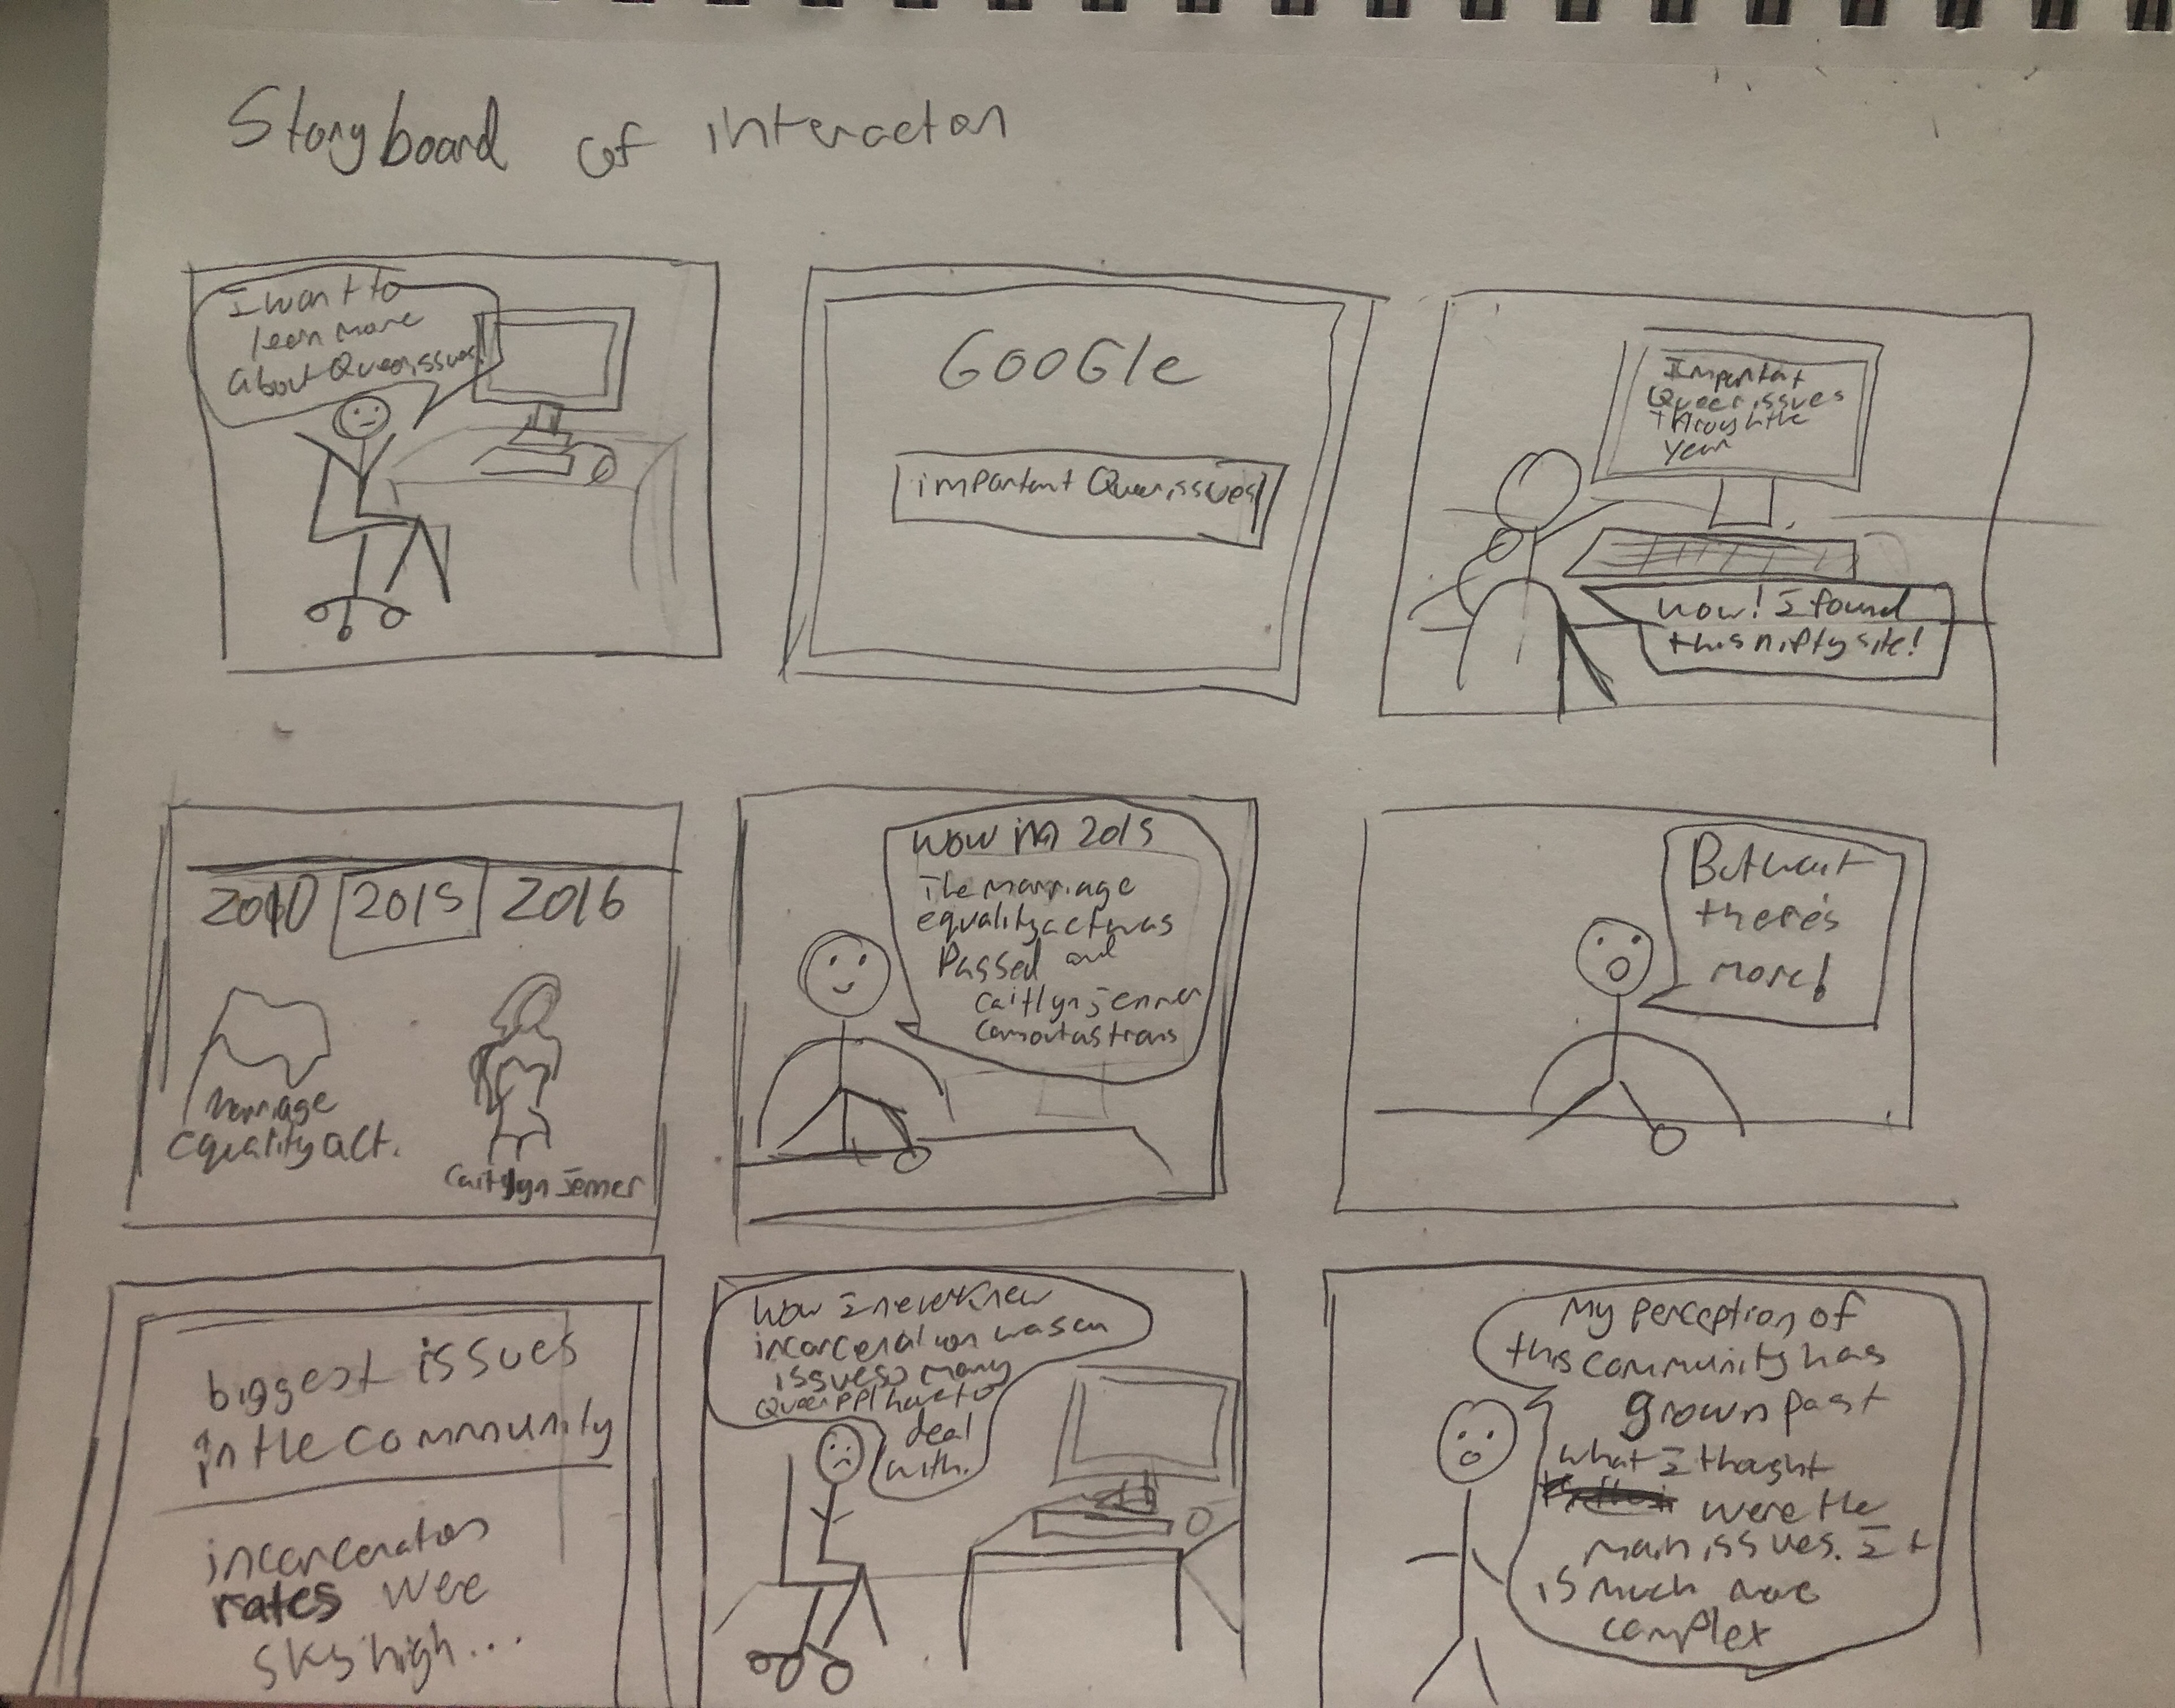 Storyboard of interacton
I want to
learn more
about Queer issues!
GOOGle
important Queer issues
Important
Queer issues
through the
year
wow! I found
this nifty site!
2010 2015 2016
Marriage
equality act.
Caitlyn Jenner
Wow in 2015
The marriage
equality act was
Passed and
Caitlyn Jenner
Came out as trans
But wait
there's
more!
biggest issues
in the community
incarceration
rates were
sky high...
Wow I never knew
incarceration was an
issue so many
Queer ppl have to
deal
with.
My perception of
this community has
grown past
what I thought
were the
main issues. It
is much more
complex